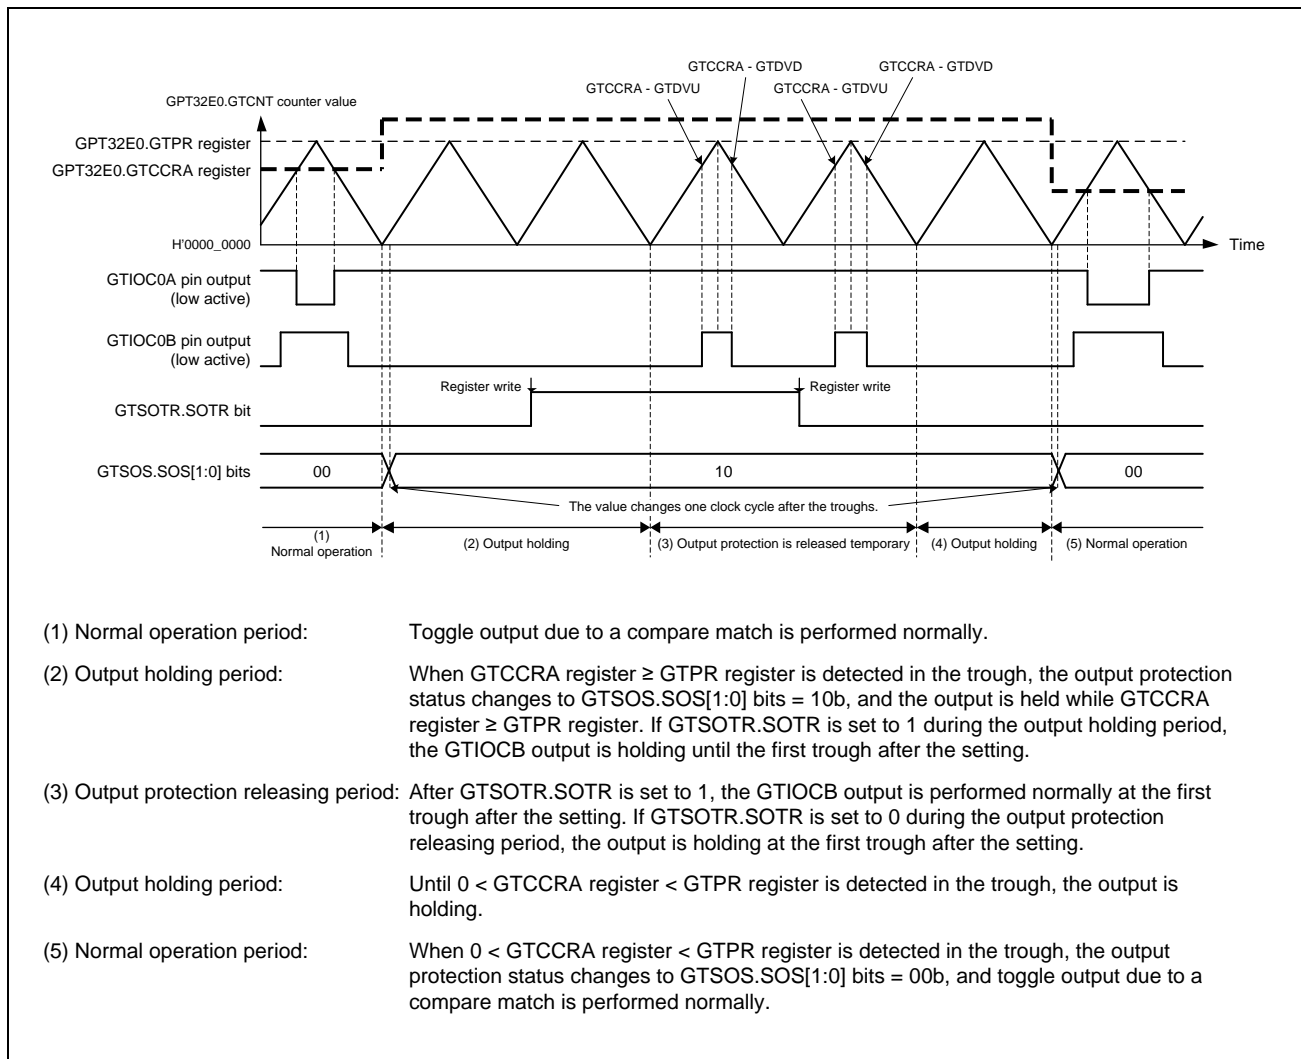 GTCCRA - GTDVD
GTCCRA - GTDVD
GTCCRA - GTDVU
GTCCRA - GTDVU
GPT32E0.GTCNT counter value
GPT32E0.GTPR register
GPT32E0.GTCCRA register
H'0000_0000
Time
GTIOC0A pin output
(low active)
GTIOC0B pin output
(low active)
Register write
Register write
GTSOTR.SOTR bit
GTSOS.SOS[1:0] bits
00
10
00
The value changes one clock cycle after the troughs.
(1)
Normal operation
(2) Output holding
(3) Output protection is released temporary
(4) Output holding
(5) Normal operation
(1) Normal operation period: Toggle output due to a compare match is performed normally.
(2) Output holding period: When GTCCRA register ≥ GTPR register is detected in the trough, the output protection
status changes to GTSOS.SOS[1:0] bits = 10b, and the output is held while GTCCRA
register ≥ GTPR register. If GTSOTR.SOTR is set to 1 during the output holding period,
the GTIOCB output is holding until the first trough after the setting.
(3) Output protection releasing period: After GTSOTR.SOTR is set to 1, the GTIOCB output is performed normally at the first
trough after the setting. If GTSOTR.SOTR is set to 0 during the output protection
releasing period, the output is holding at the first trough after the setting.
(4) Output holding period: Until 0 < GTCCRA register < GTPR register is detected in the trough, the output is
holding.
(5) Normal operation period: When 0 < GTCCRA register < GTPR register is detected in the trough, the output
protection status changes to GTSOS.SOS[1:0] bits = 00b, and toggle output due to a
compare match is performed normally.